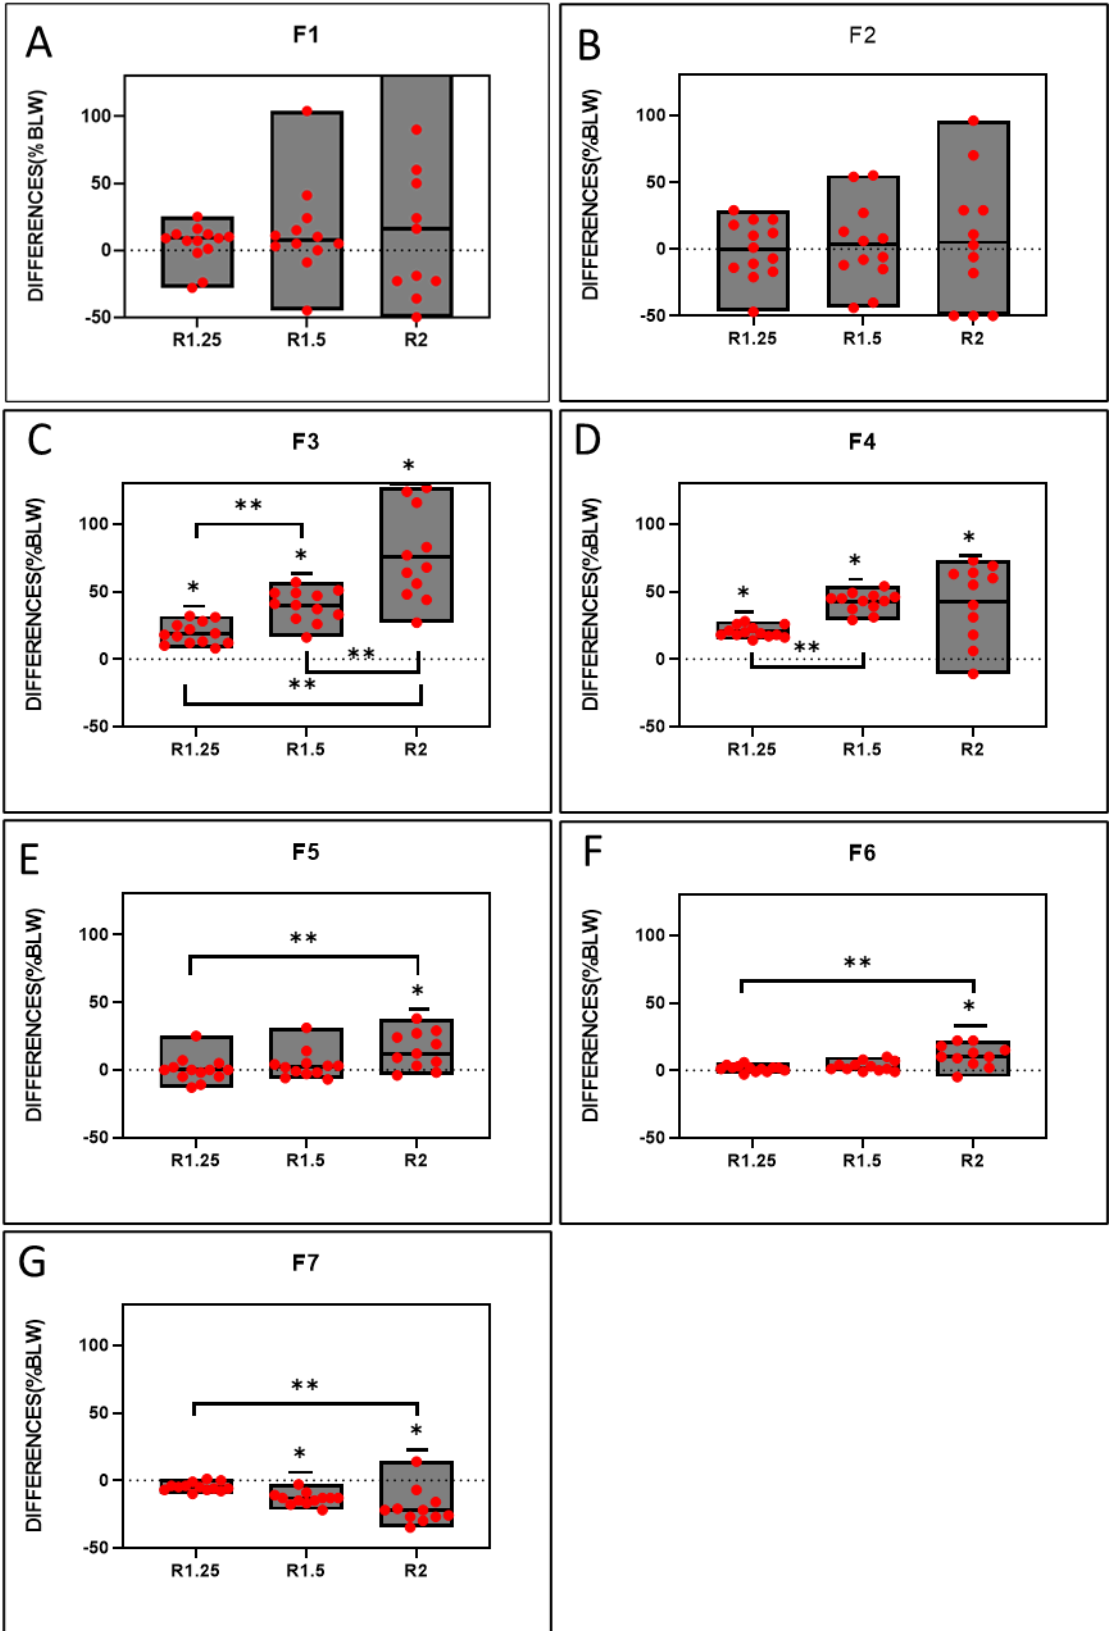 A
F1
DIFFERENCES(% BLW)
100
50
0
-50
R1.25 R1.5 R2
B
F2
DIFFERENCES(%BLW)
100
50
0
-50
R1.25 R1.5 R2
C
F3
DIFFERENCES(%BLW)
100
50
0
-50
*
**
*
*
**
**
R1.25 R1.5 R2
D
F4
DIFFERENCES(%BLW)
100
50
0
-50
*
*
*
**
R1.25 R1.5 R2
E
F5
DIFFERENCES(%BLW)
100
50
0
-50
**
*
R1.25 R1.5 R2
F
F6
DIFFERENCES(%BLW)
100
50
0
-50
**
*
R1.25 R1.5 R2
G
F7
DIFFERENCES(%BLW)
100
50
0
-50
**
*
*
R1.25 R1.5 R2